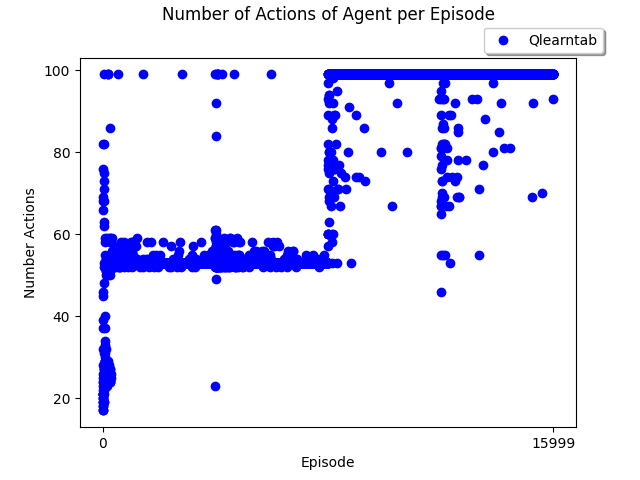 Number of Actions of Agent per Episode
Qlearntab
100
80
60
40
20
Number Actions
0
15999
Episode